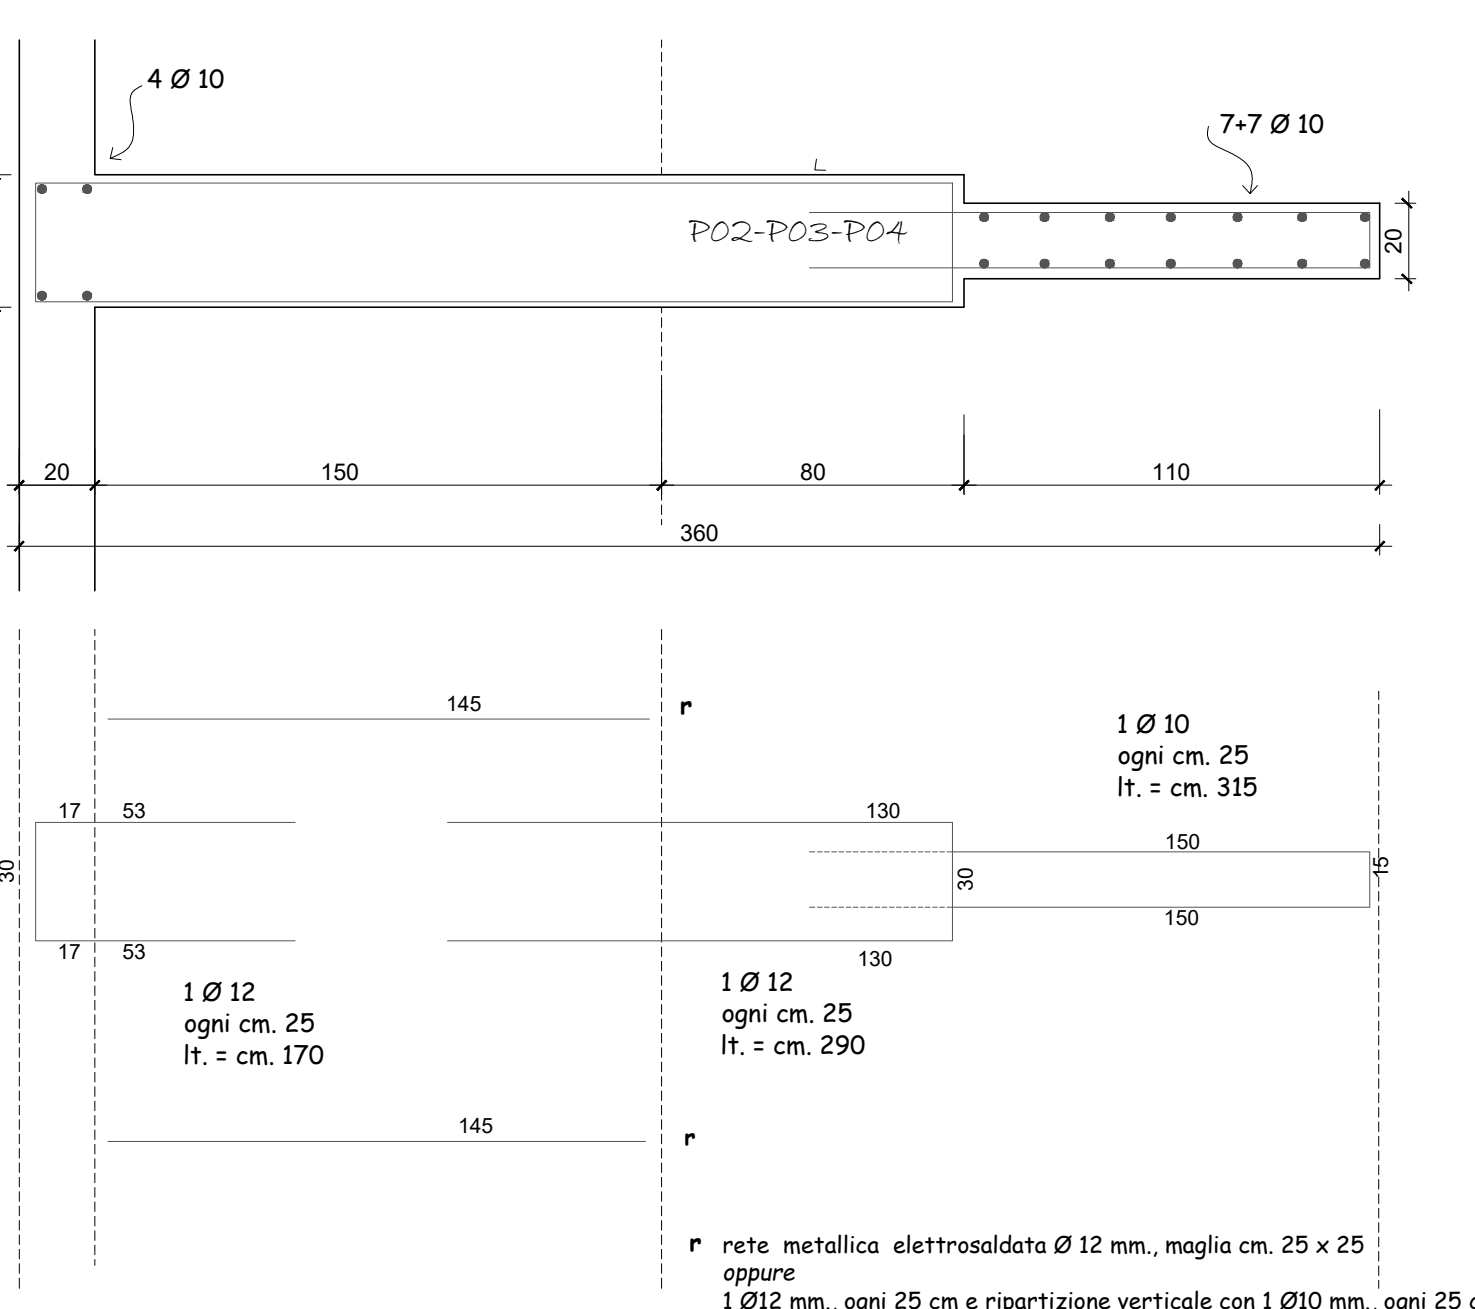 4 Ø 10
7+7 Ø 10
P02-P03-P04
20
20
150
80
110
360
145
r
1 Ø 10
ogni cm. 25
lt. = cm. 315
17
53
130
150
30
30
15
150
17
53
130
1 Ø 12
ogni cm. 25
lt. = cm. 170
1 Ø 12
ogni cm. 25
lt. = cm. 290
145
r
r rete metallica elettrosaldata Ø 12 mm., maglia cm. 25 x 25
oppure
1 Ø12 mm., ogni 25 cm e ripartizione verticale con 1 Ø10 mm., ogni 25